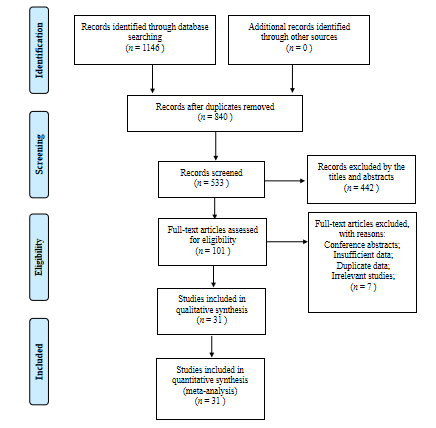 Identification
Records identified through database
searching
(n = 1146 )
Additional records identified
through other sources
(n = 0 )
Records after duplicates removed
(n = 840 )
Screening
Records screened
(n = 533 )
Records excluded by the
titles and abstracts
(n = 442 )
Eligibility
Full-text articles assessed
for eligibility
(n = 101 )
Full-text articles excluded,
with reasons:
Conference abstracts;
Insufficient data;
Duplicate data;
Irrelevant studies;
(n = 7 )
Studies included in
qualitative synthesis
(n = 31 )
Included
Studies included in
quantitative synthesis
(meta-analysis)
(n = 31 )